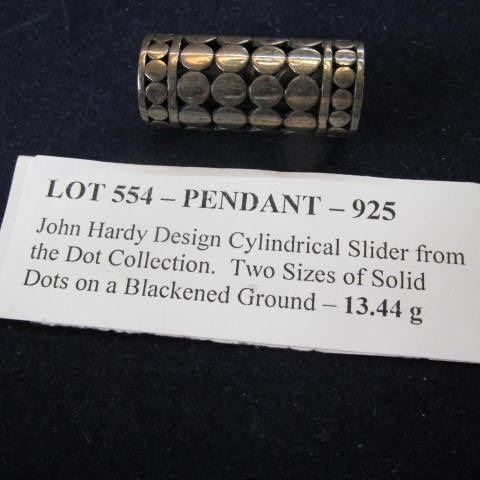 LOT 554 – PENDANT – 925
John Hardy Design Cylindrical Slider from
the Dot Collection. Two Sizes of Solid
Dots on a Blackened Ground – 13.44 g